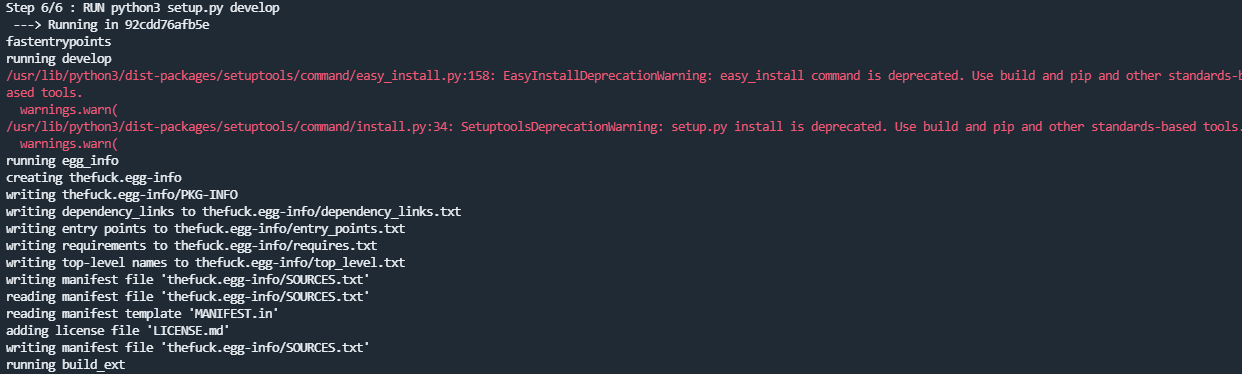 Step 6/6 : RUN python3 setup.py develop
 ---> Running in 92cdd76afb5e
fastentrypoints
running develop
/usr/lib/python3/dist-packages/setuptools/command/easy_install.py:158: EasyInstallDeprecationWarning: easy_install command is deprecated. Use build and pip and other standards-b
ased tools.
  warnings.warn(
/usr/lib/python3/dist-packages/setuptools/command/install.py:34: SetuptoolsDeprecationWarning: setup.py install is deprecated. Use build and pip and other standards-based tools.
  warnings.warn(
running egg_info
creating thefuck.egg-info
writing thefuck.egg-info/PKG-INFO
writing dependency_links to thefuck.egg-info/dependency_links.txt
writing entry points to thefuck.egg-info/entry_points.txt
writing requirements to thefuck.egg-info/requires.txt
writing top-level names to thefuck.egg-info/top_level.txt
writing manifest file 'thefuck.egg-info/SOURCES.txt'
reading manifest file 'thefuck.egg-info/SOURCES.txt'
reading manifest template 'MANIFEST.in'
adding license file 'LICENSE.md'
writing manifest file 'thefuck.egg-info/SOURCES.txt'
running build_ext